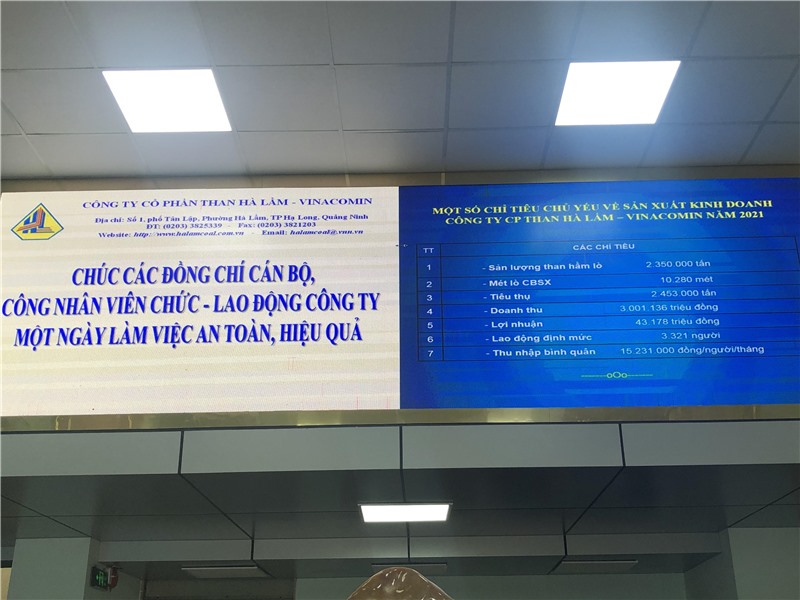 CÔNG TY CỔ PHẦN THAN HÀ LẦM - VINACOMIN
Địa chỉ: Số 1, phố Tân Lập, Phường Hà Lầm, TP Hạ Long, Quảng Ninh
ĐT: (0203) 3825339 - Fax: (0203) 3821203
Website: http://www.halamcoal.com.vn - Email: halamcoal@vnn.vn
CHÚC CÁC ĐỒNG CHÍ CÁN BỘ,
CÔNG NHÂN VIÊN CHỨC - LAO ĐỘNG CÔNG TY
MỘT NGÀY LÀM VIỆC AN TOÀN, HIỆU QUẢ
MỘT SỐ CHỈ TIÊU CHỦ YẾU VỀ SẢN XUẤT KINH DOANH
CÔNG TY CP THAN HÀ LẦM – VINACOMIN NĂM 2021
TT CÁC CHỈ TIÊU
1 - Sản lượng than hầm lò 2.350.000 tấn
2 - Mét lò CBSX 10.280 mét
3 - Tiêu thụ 2.453.000 tấn
4 - Doanh thu 3.001.136 triệu đồng
5 - Lợi nhuận 43.178 triệu đồng
6 - Lao động định mức 3.321 người
7 - Thu nhập bình quân 15.231.000 đồng/người/tháng